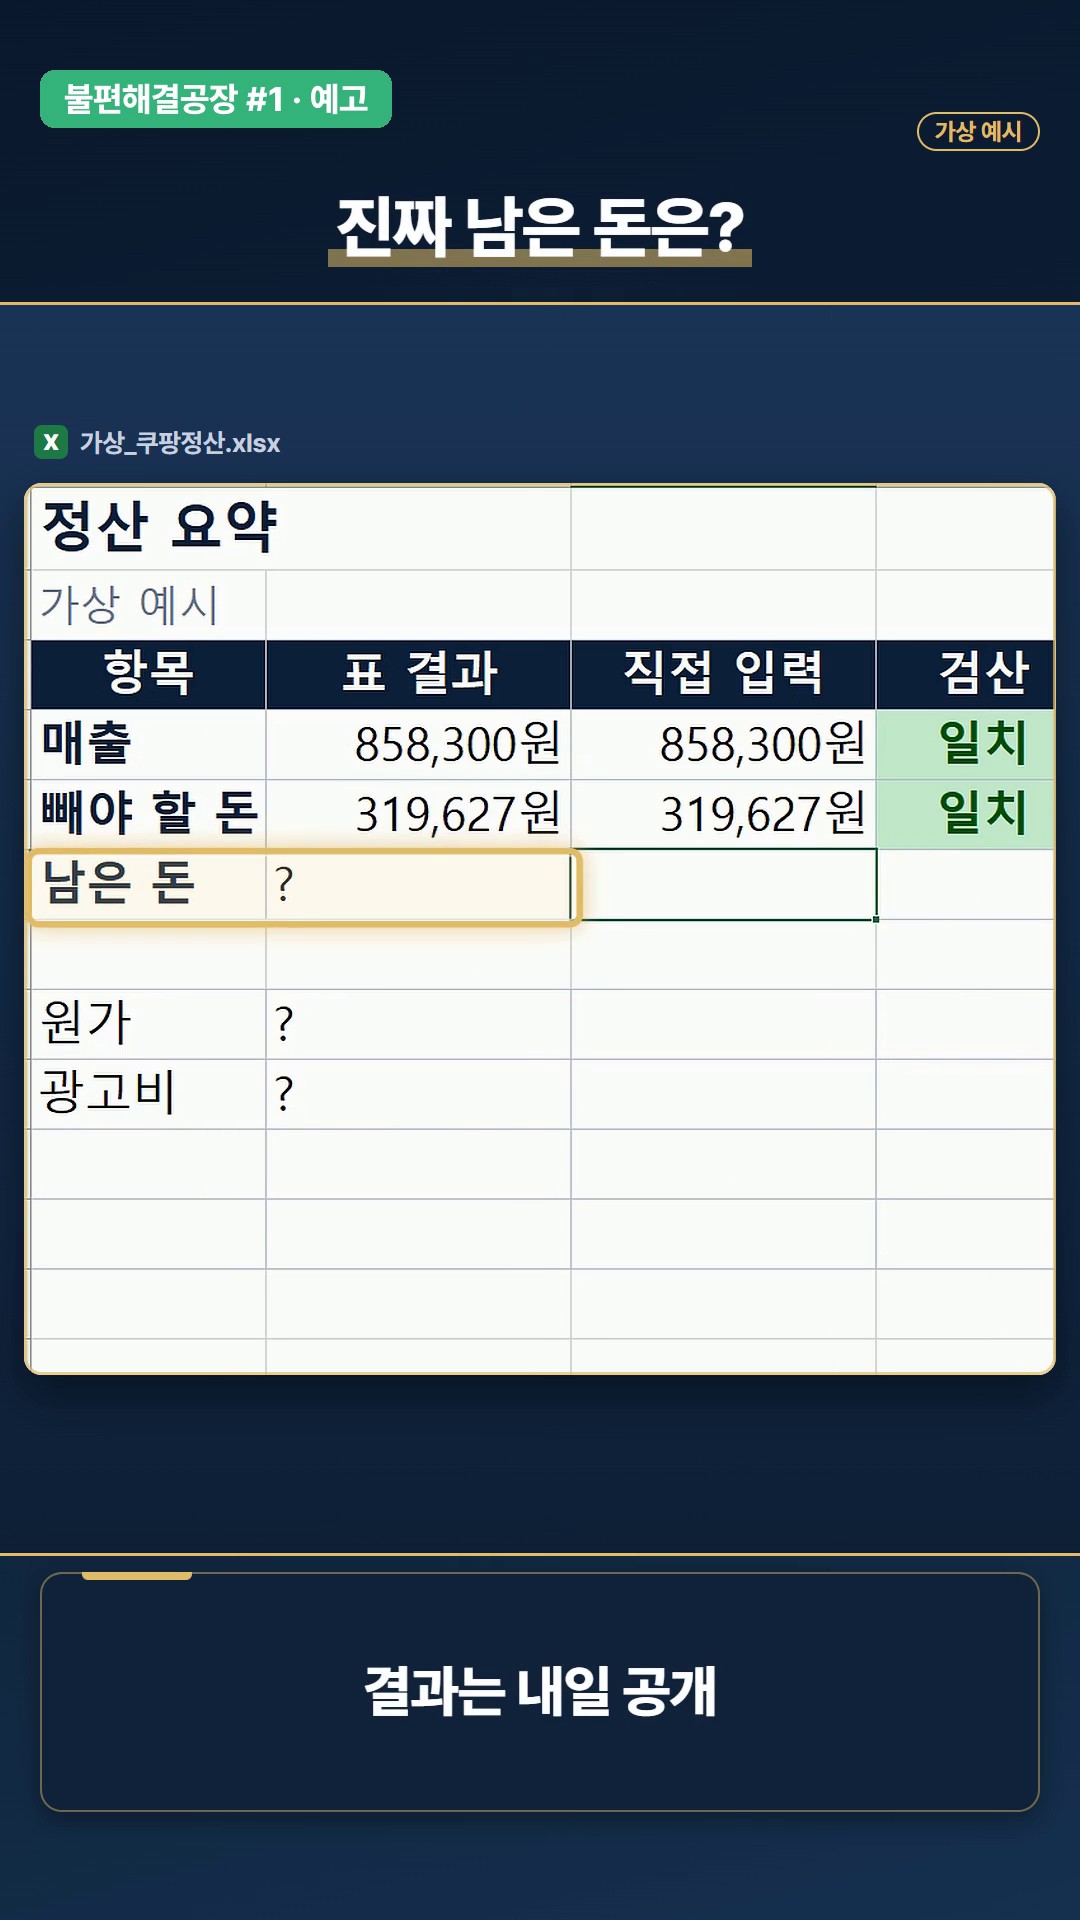 불편해결공장 #1 · 예고
가상 예시
진짜 남은 돈은?
X 가상_쿠팡정산.xlsx
정산 요약
가상 예시
항목 표 결과 직접 입력 검산
매출 858,300원 858,300원 일치
빼야 할 돈 319,627원 319,627원 일치
남은 돈 ?
원가 ?
광고비 ?
결과는 내일 공개